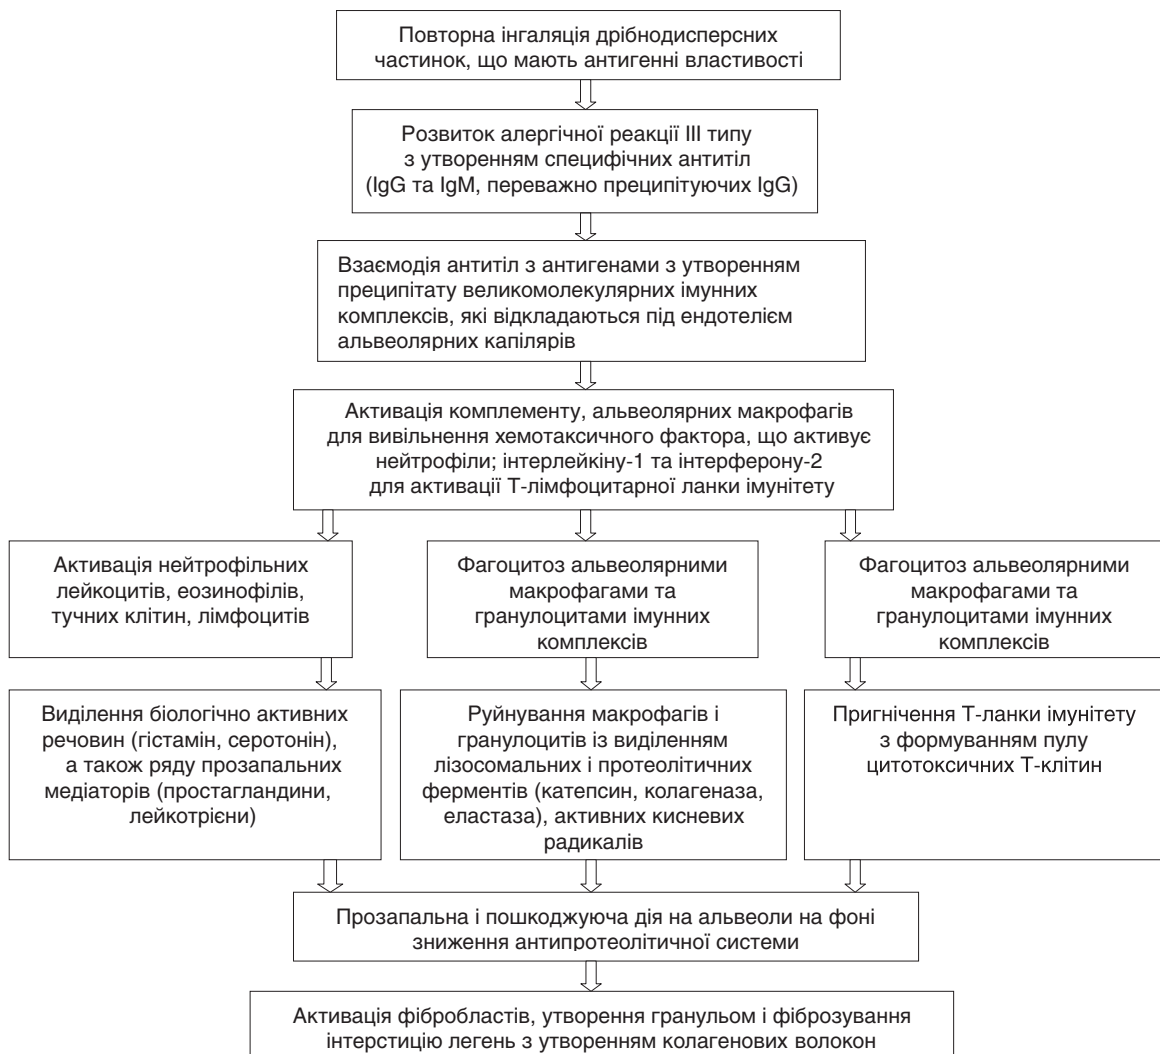 Повторна інгаляція дрібнодисперсних
частинок, що мають антигенні властивості
Розвиток алергічної реакції III типу
з утворенням специфічних антитіл
(IgG та IgM, переважно преципітуючих IgG)
Взаємодія антитіл з антигенами з утворенням
преципітату великомолекулярних імунних
комплексів, які відкладаються під ендотелієм
альвеолярних капілярів
Активація комплементу, альвеолярних макрофагів
для вивільнення хемотаксичного фактора, що активує
нейтрофіли; інтерлейкіну-1 та інтерферону-2
для активації Т-лімфоцитарної ланки імунітету
Активація нейтрофільних
лейкоцитів, еозинофілів,
тучних клітин, лімфоцитів
Фагоцитоз альвеолярними
макрофагами та
гранулоцитами імунних
комплексів
Фагоцитоз альвеолярними
макрофагами та
гранулоцитами імунних
комплексів
Виділення біологічно активних
речовин (гістамін, серотонін),
а також ряду прозапальних
медіаторів (простагландини,
лейкотрієни)
Руйнування макрофагів і
гранулоцитів із виділенням
лізосомальних і протеолітичних
ферментів (катепсин, колагеназа,
еластаза), активних кисневих
радикалів
Пригнічення Т-ланки імунітету
з формуванням пулу
цитотоксичних Т-клітин
Прозапальна і пошкоджуюча дія на альвеоли на фоні
зниження антипротеолітичної системи
Активація фібробластів, утворення гранульом і фіброзування
інтерстицію легень з утворенням колагенових волокон